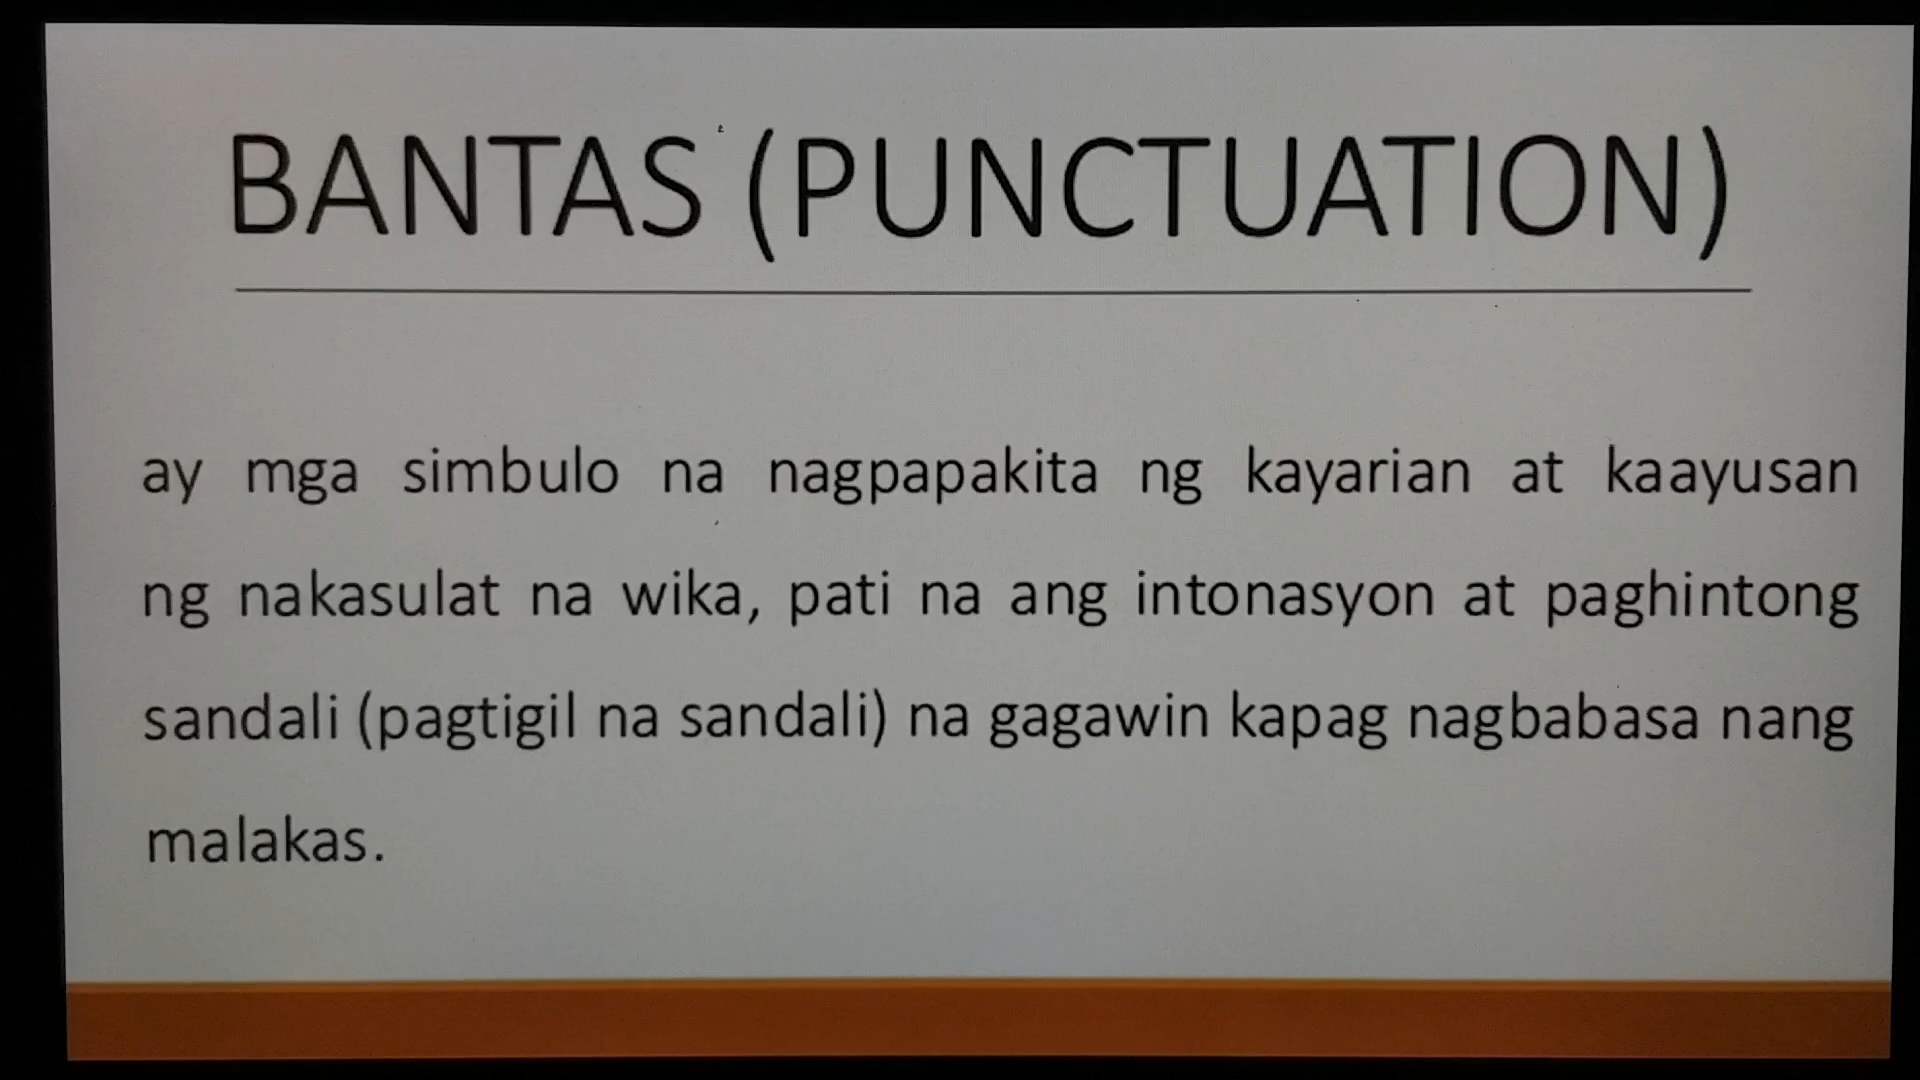 BANTAS (PUNCTUATION)
ay mga simbulo na nagpapakita ng kayarian at kaayusan
ng nakasulat na wika, pati na ang intonasyon at paghintong
sandali (pagtigil na sandali) na gagawin kapag nagbabasa nang
malakas.